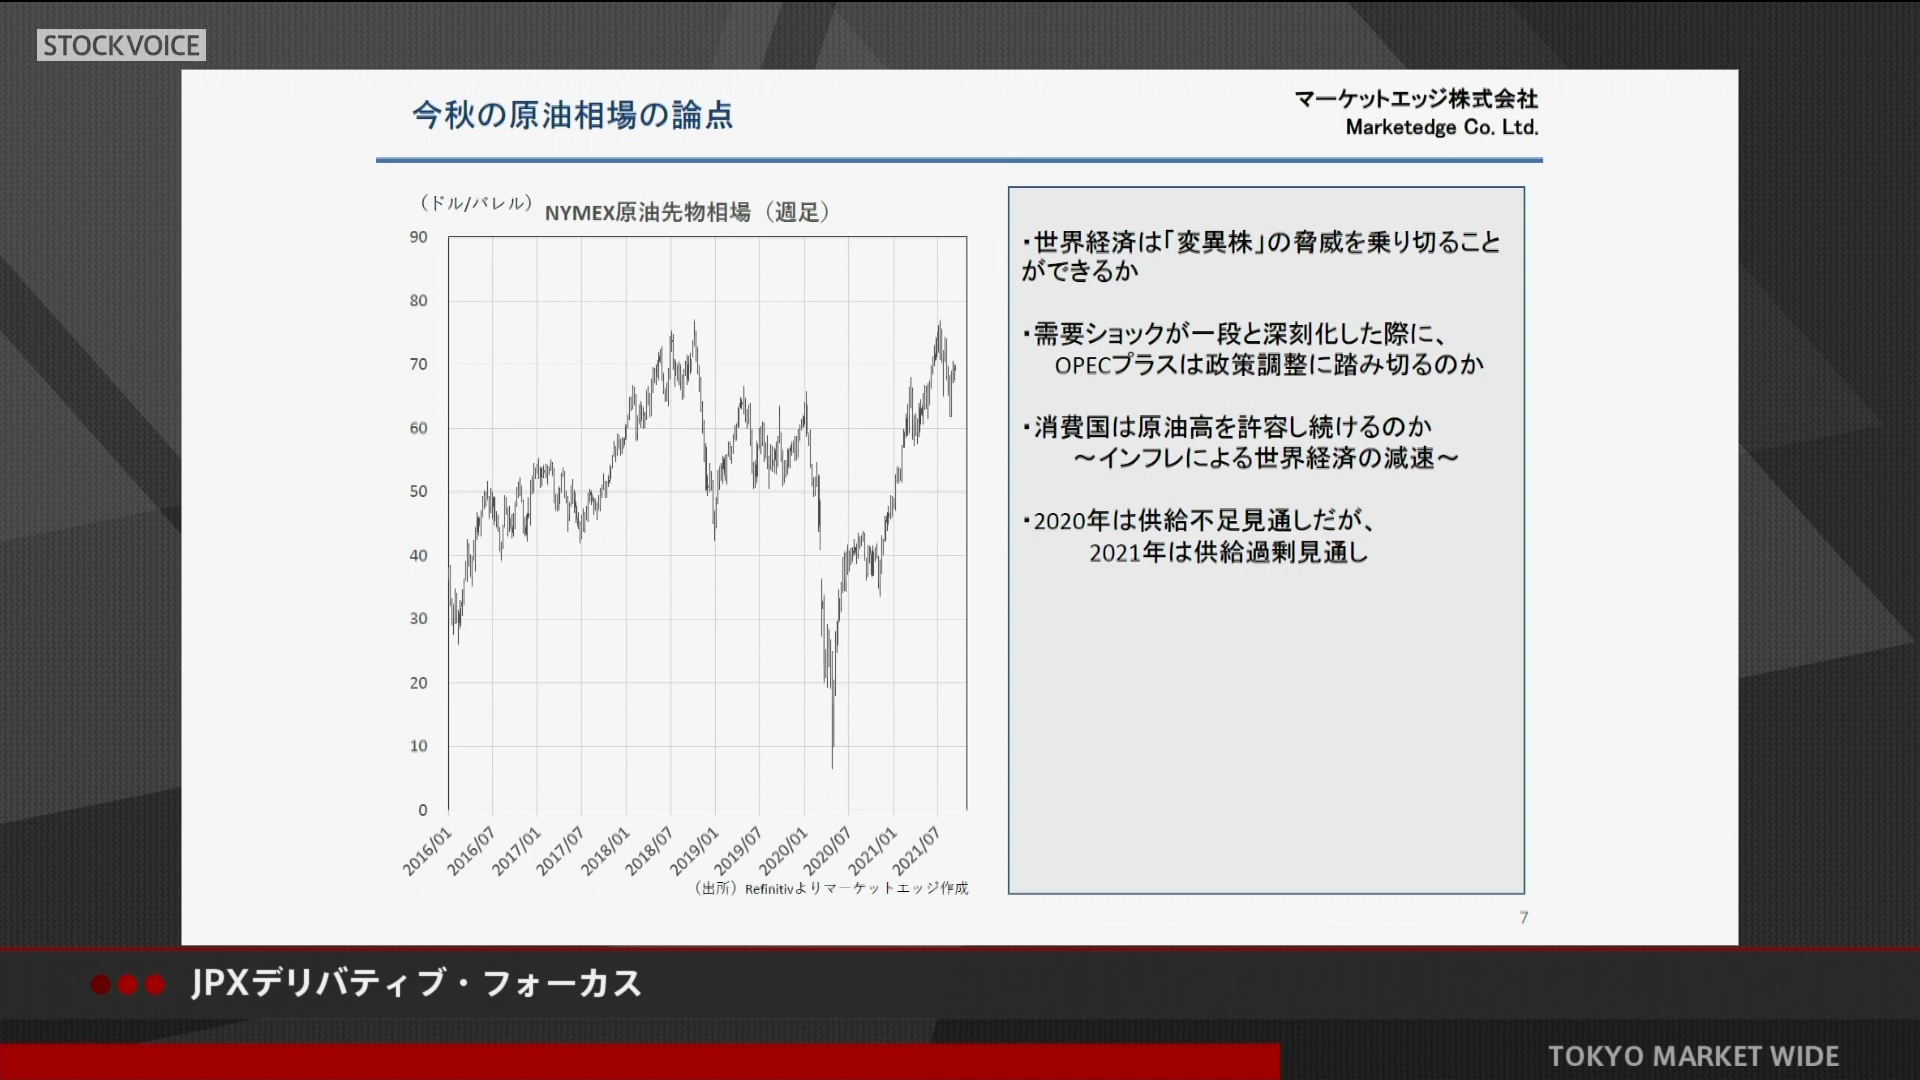 STOCKVOICE
今秋の原油相場の論点
マーケットエッジ株式会社
Marketedge Co. Ltd.
（ドル/バレル）
NYMEX原油先物相場（週足）
90
80
70
60
50
40
30
20
10
0
2016/01
2016/07
2017/01
2017/07
2018/01
2018/07
2019/01
2019/07
2020/01
2020/07
2021/01
2021/07
（出所）Refinitivよりマーケットエッジ作成
・世界経済は「変異株」の脅威を乗り切ること
ができるか
・需要ショックが一段と深刻化した際に、
OPECプラスは政策調整に踏み切るのか
・消費国は原油高を許容し続けるのか
～インフレによる世界経済の減速～
・2020年は供給不足見通しだが、
2021年は供給過剰見通し
7
JPXデリバティブ・フォーカス
TOKYO MARKET WIDE